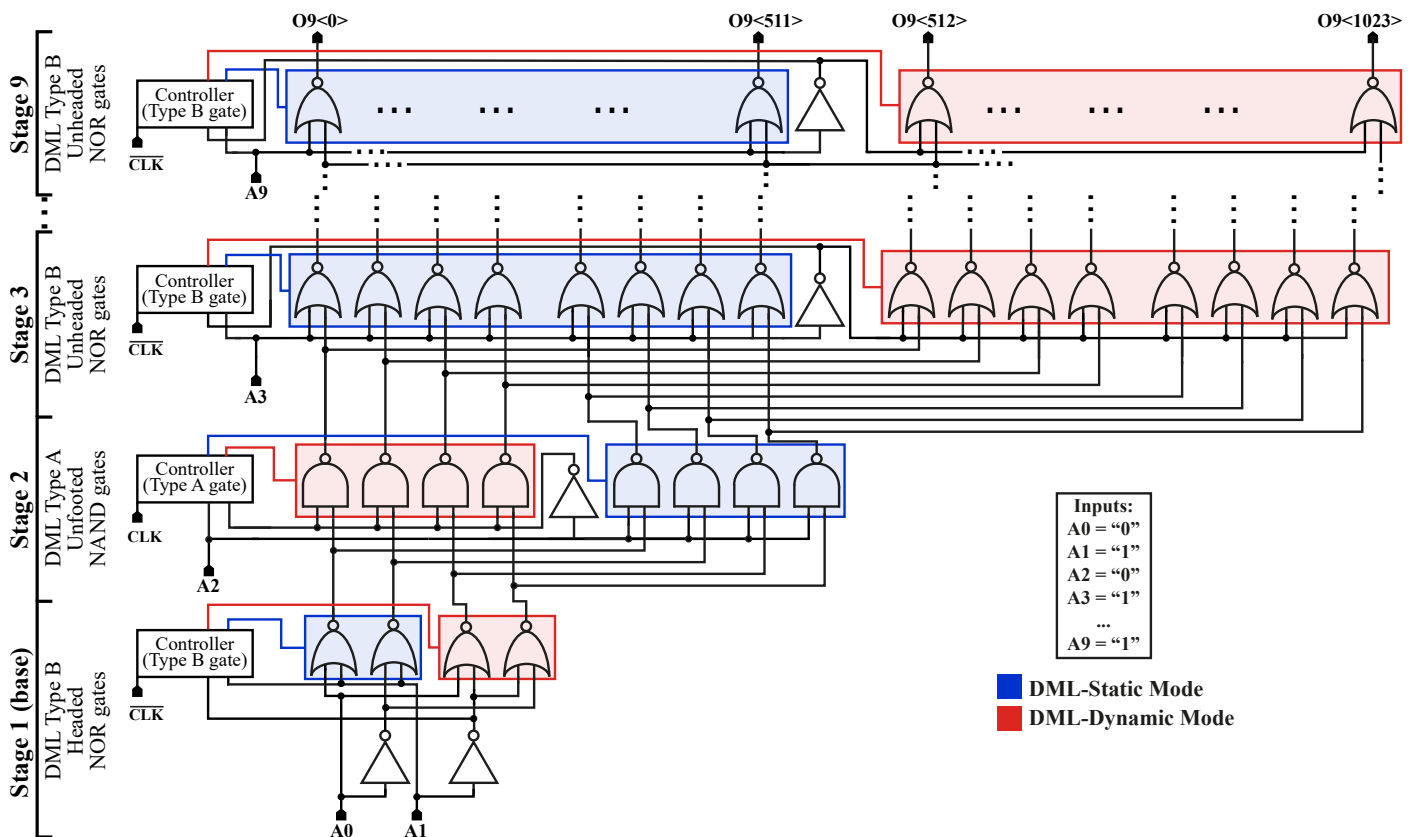 O9<0>
O9<511>
O9<512>
O9<1023>
Stage 9
DML Type B
Unheaded
NOR gates
Controller
(Type B gate)
CLK
A9
...
...
...
...
...
...
Stage 3
DML Type B
Unheaded
NOR gates
Controller
(Type B gate)
CLK
A3
Stage 2
DML Type A
Unfooted
NAND gates
Controller
(Type A gate)
CLK
A2
Stage 1 (base)
DML Type B
Headed
NOR gates
Controller
(Type B gate)
CLK
A0
A1
Inputs:
A0 = “0”
A1 = “1”
A2 = “0”
A3 = “1”
...
A9 = “1”
DML-Static Mode
DML-Dynamic Mode